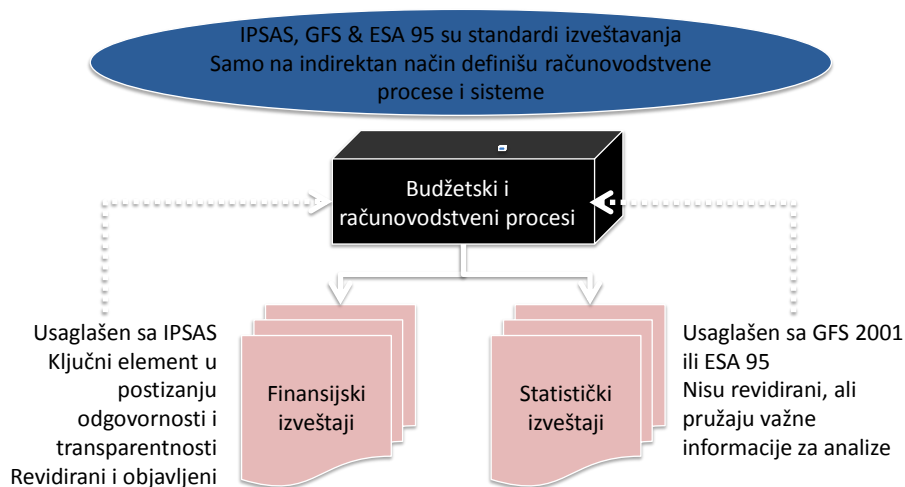 IPSAS, GFS & ESA 95 su standardi izveštavanja
Samo na indirektan način definišu računovodstvene
procese i sisteme
Budžetski i
računovodstveni procesi
Usaglašen sa IPSAS
Ključni element u
postizanju
odgovornosti i
transparentnosti
Revidirani i objavljeni
Finansijski
izveštaji
Statistički
izveštaji
Usaglašen sa GFS 2001
ili ESA 95
Nisu revidirani, ali
pružaju važne
informacije za analize